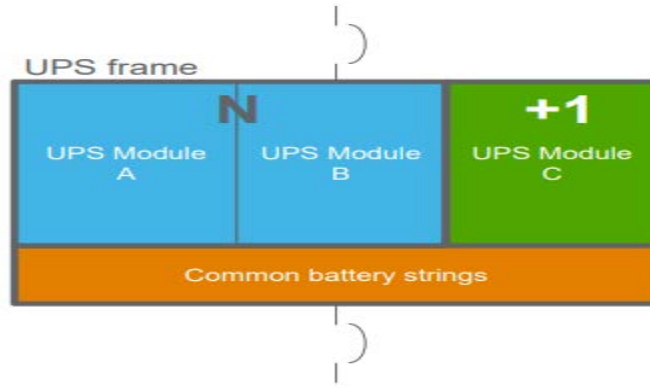 UPS frame
N
+1
UPS Module
A
UPS Module
B
UPS Module
C
Common battery strings